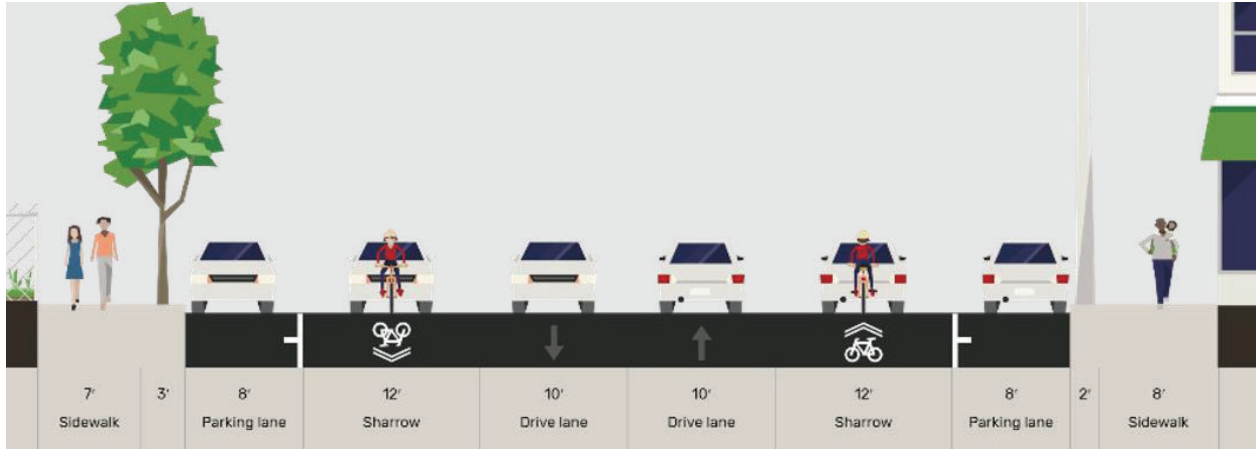 7′ 3′ 8′ 12′ 10′ 10′ 12′ 8′ 2′ 8′
Sidewalk Parking lane Sharrow Drive lane Drive lane Sharrow Parking lane Sidewalk